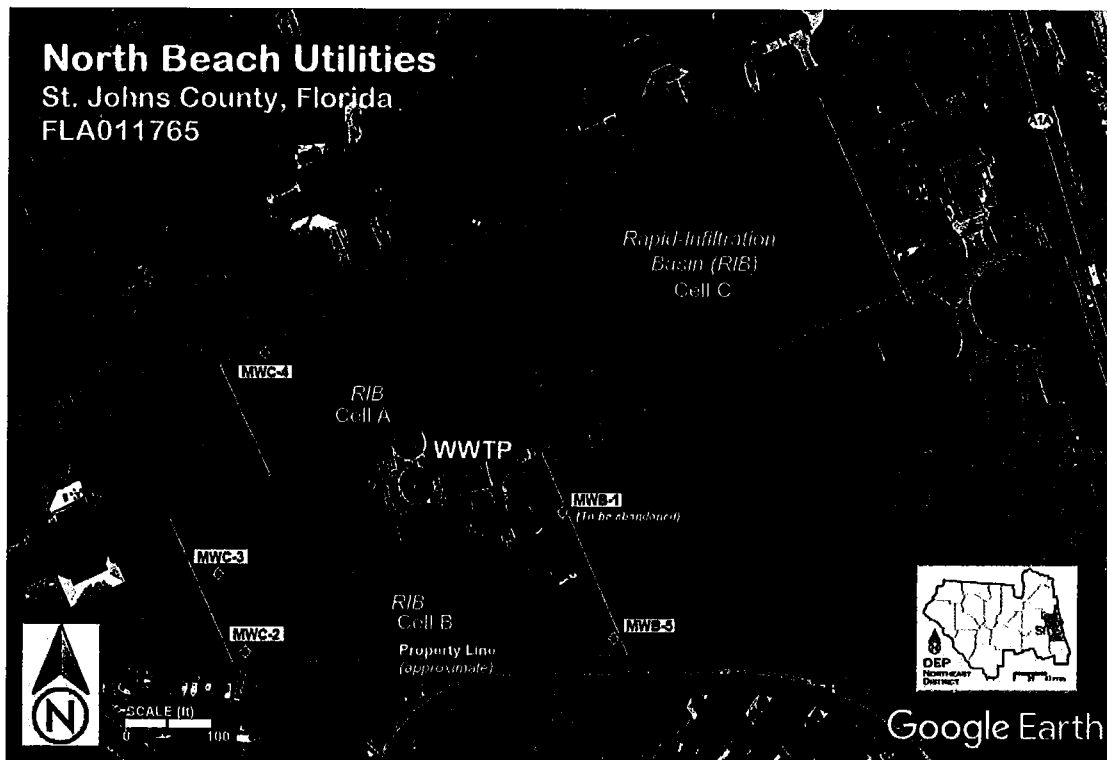 North Beach Utilities
St. Johns County, Florida
FLA011765
A1A
Rapid-Infiltration
Basin (RIB)
Cell C
MWC-4
RIB
Cell A
WWTP
MWB-1
(To be abandoned)
MWC-3
RIB
Cell B
MWC-2
Property Line
(approximate)
MWB-5
N
SCALE (ft)
0 100
DEP
NORTHEAST
DISTRICT
Google Earth